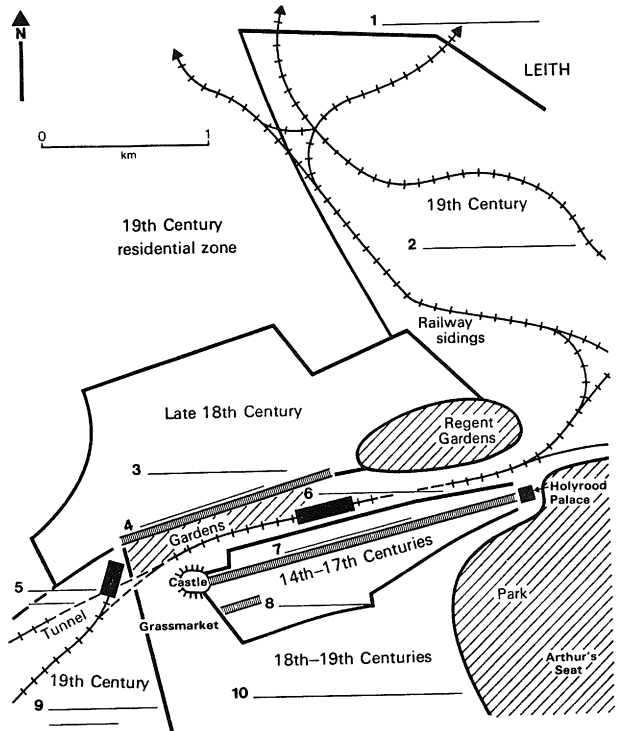 1
N
LEITH
0 1
km
19th Century
residential zone
19th Century
2
Railway
sidings
Late 18th Century
Regent
Gardens
3
6
4
Gardens
Holyrood
Palace
7
14th–17th Centuries
5
Castle
8
Park
Tunnel
Grassmarket
18th–19th Centuries
Arthur's
Seat
19th Century
9
10